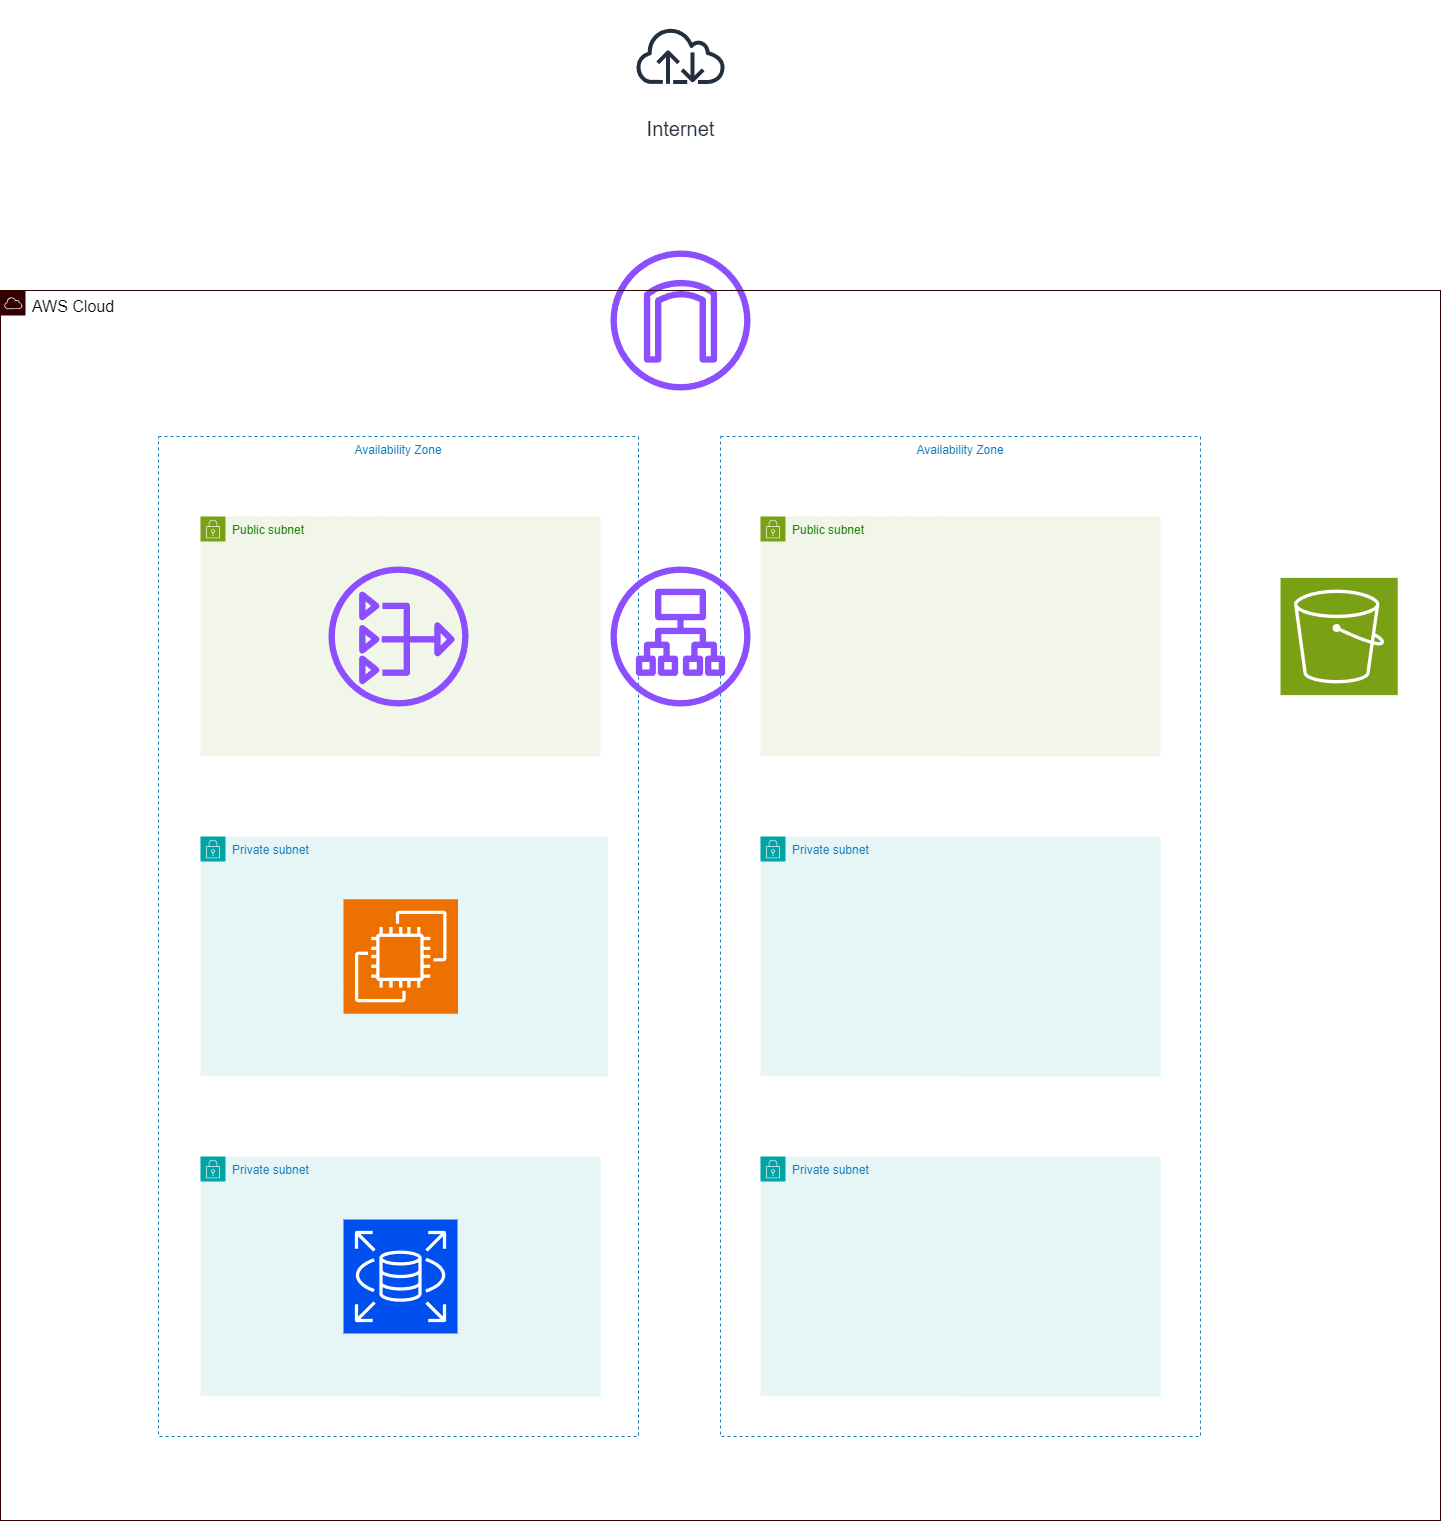 Internet
AWS Cloud
Availability Zone
Availability Zone
Public subnet
Public subnet
Private subnet
Private subnet
Private subnet
Private subnet